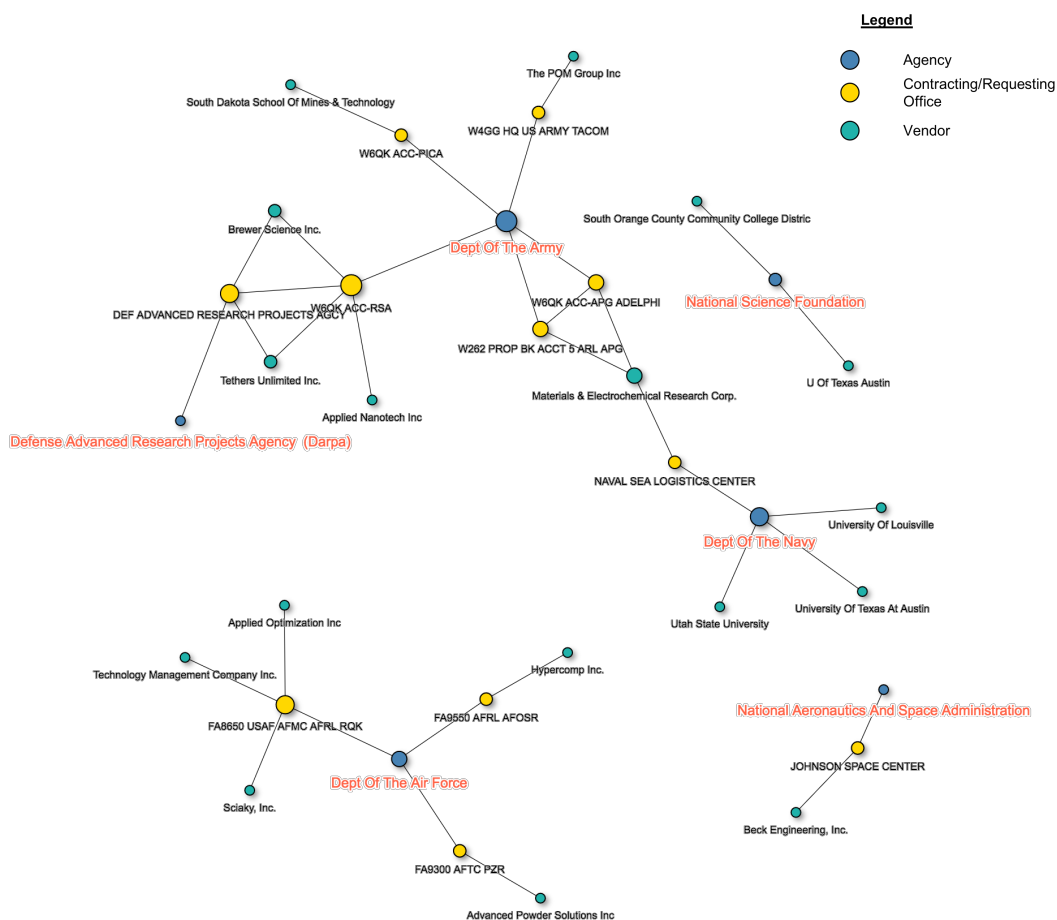 Legend
Agency
Contracting/Requesting
Office
Vendor
The POM Group Inc
South Dakota School Of Mines & Technology
W4GG HQ US ARMY TACOM
W6QK ACC-PICA
South Orange County Community College Distric
Brewer Science Inc.
Dept Of The Army
National Science Foundation
W6QK ACC-APG ADELPHI
W6QK ACC-RSA
DEF ADVANCED RESEARCH PROJECTS AGCY
W262 PROP BK ACCT 5 ARL APG
Tethers Unlimited Inc.
U Of Texas Austin
Materials & Electrochemical Research Corp.
Applied Nanotech Inc
Defense Advanced Research Projects Agency (Darpa)
NAVAL SEA LOGISTICS CENTER
University Of Louisville
Dept Of The Navy
University Of Texas At Austin
Utah State University
Applied Optimization Inc
Technology Management Company Inc.
Hypercomp Inc.
National Aeronautics And Space Administration
FA9550 AFRL AFOSR
FA8650 USAF AFMC AFRL RQK
JOHNSON SPACE CENTER
Dept Of The Air Force
Sciaky, Inc.
Beck Engineering, Inc.
FA9300 AFTC PZR
Advanced Powder Solutions Inc